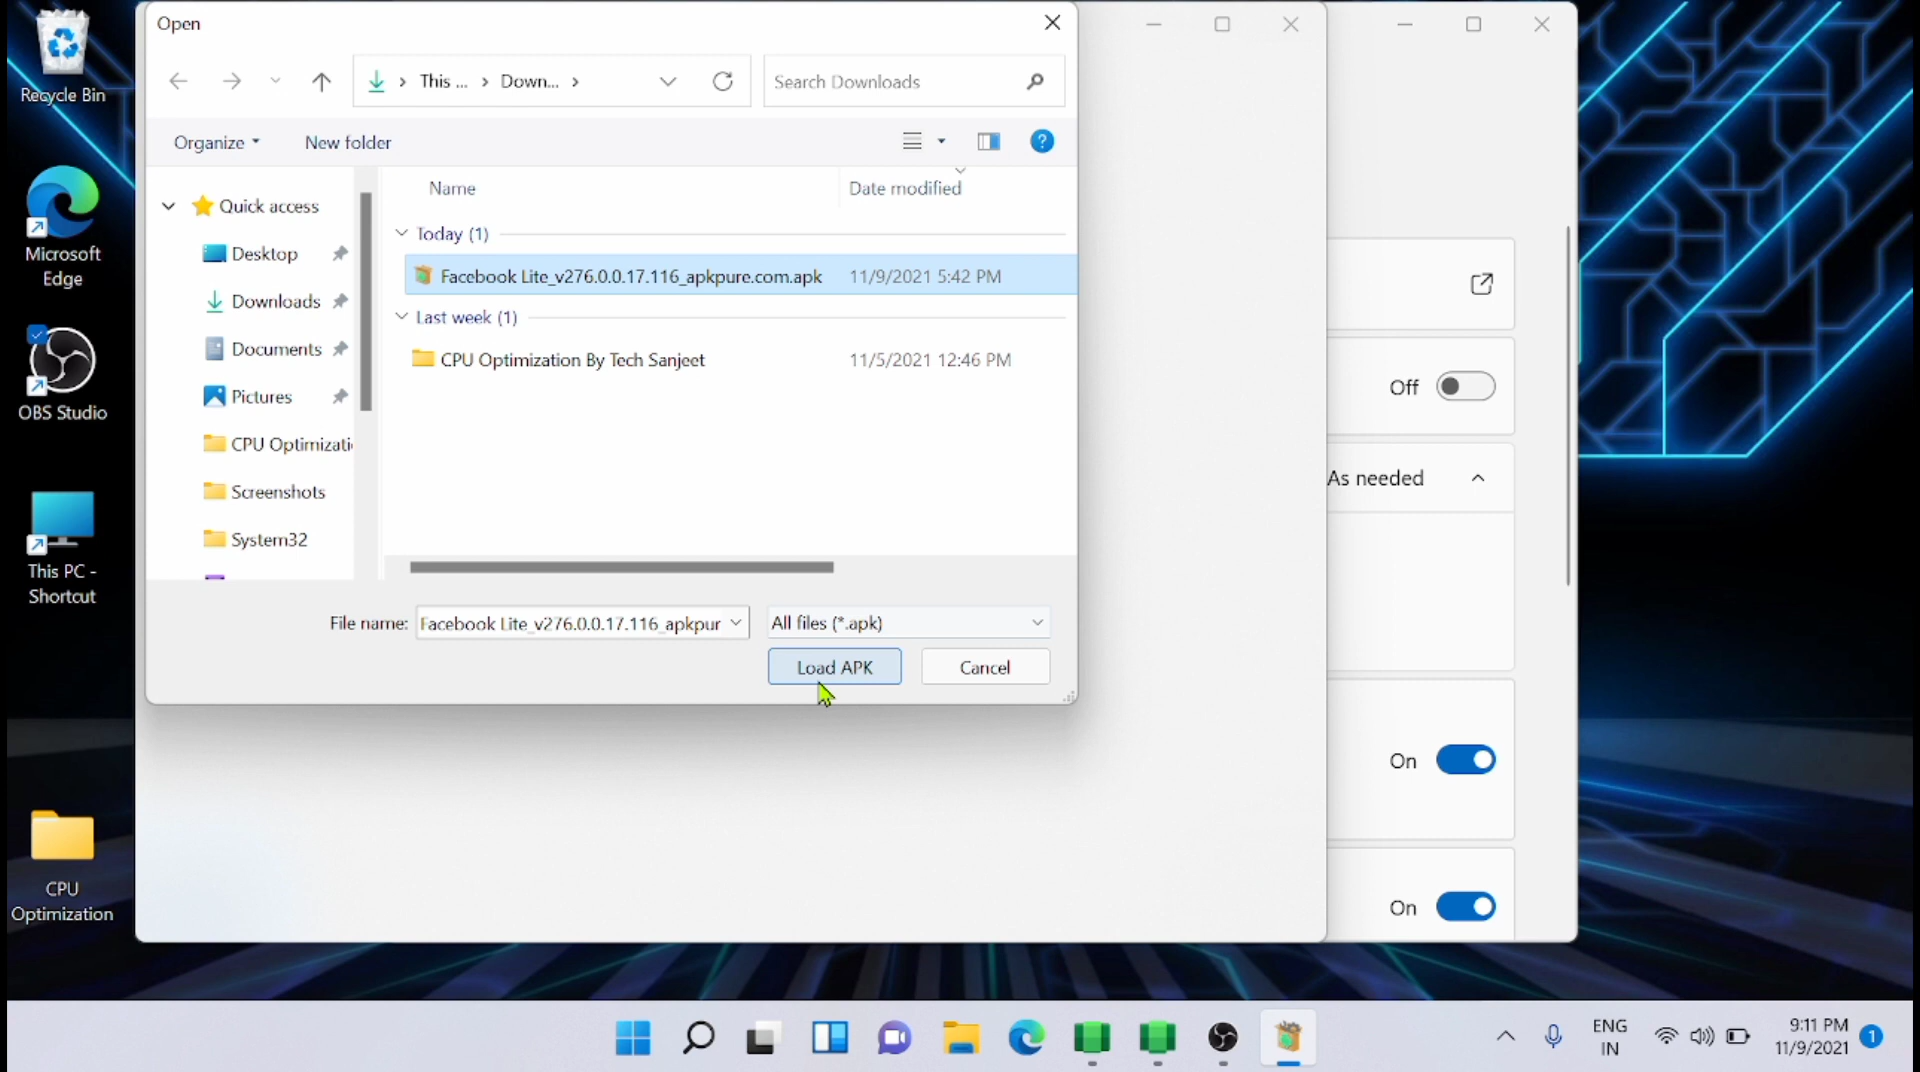 Recycle Bin
Microsoft
Edge
OBS Studio
This PC -
Shortcut
CPU
Optimization
Open
This ...
Down...
Search Downloads
Organize
New folder
?
Quick access
Desktop
Downloads
Documents
Pictures
CPU Optimizati
Screenshots
System32
Name
Date modified
Today (1)
Facebook Lite_v276.0.0.17.116_apkpure.com.apk
11/9/2021 5:42 PM
Last week (1)
CPU Optimization By Tech Sanjeet
11/5/2021 12:46 PM
File name:
Facebook Lite_v276.0.0.17.116_apkpur
All files (*.apk)
Load APK
Cancel
Off
As needed
On
On
ENG
IN
9:11 PM
11/9/2021
1